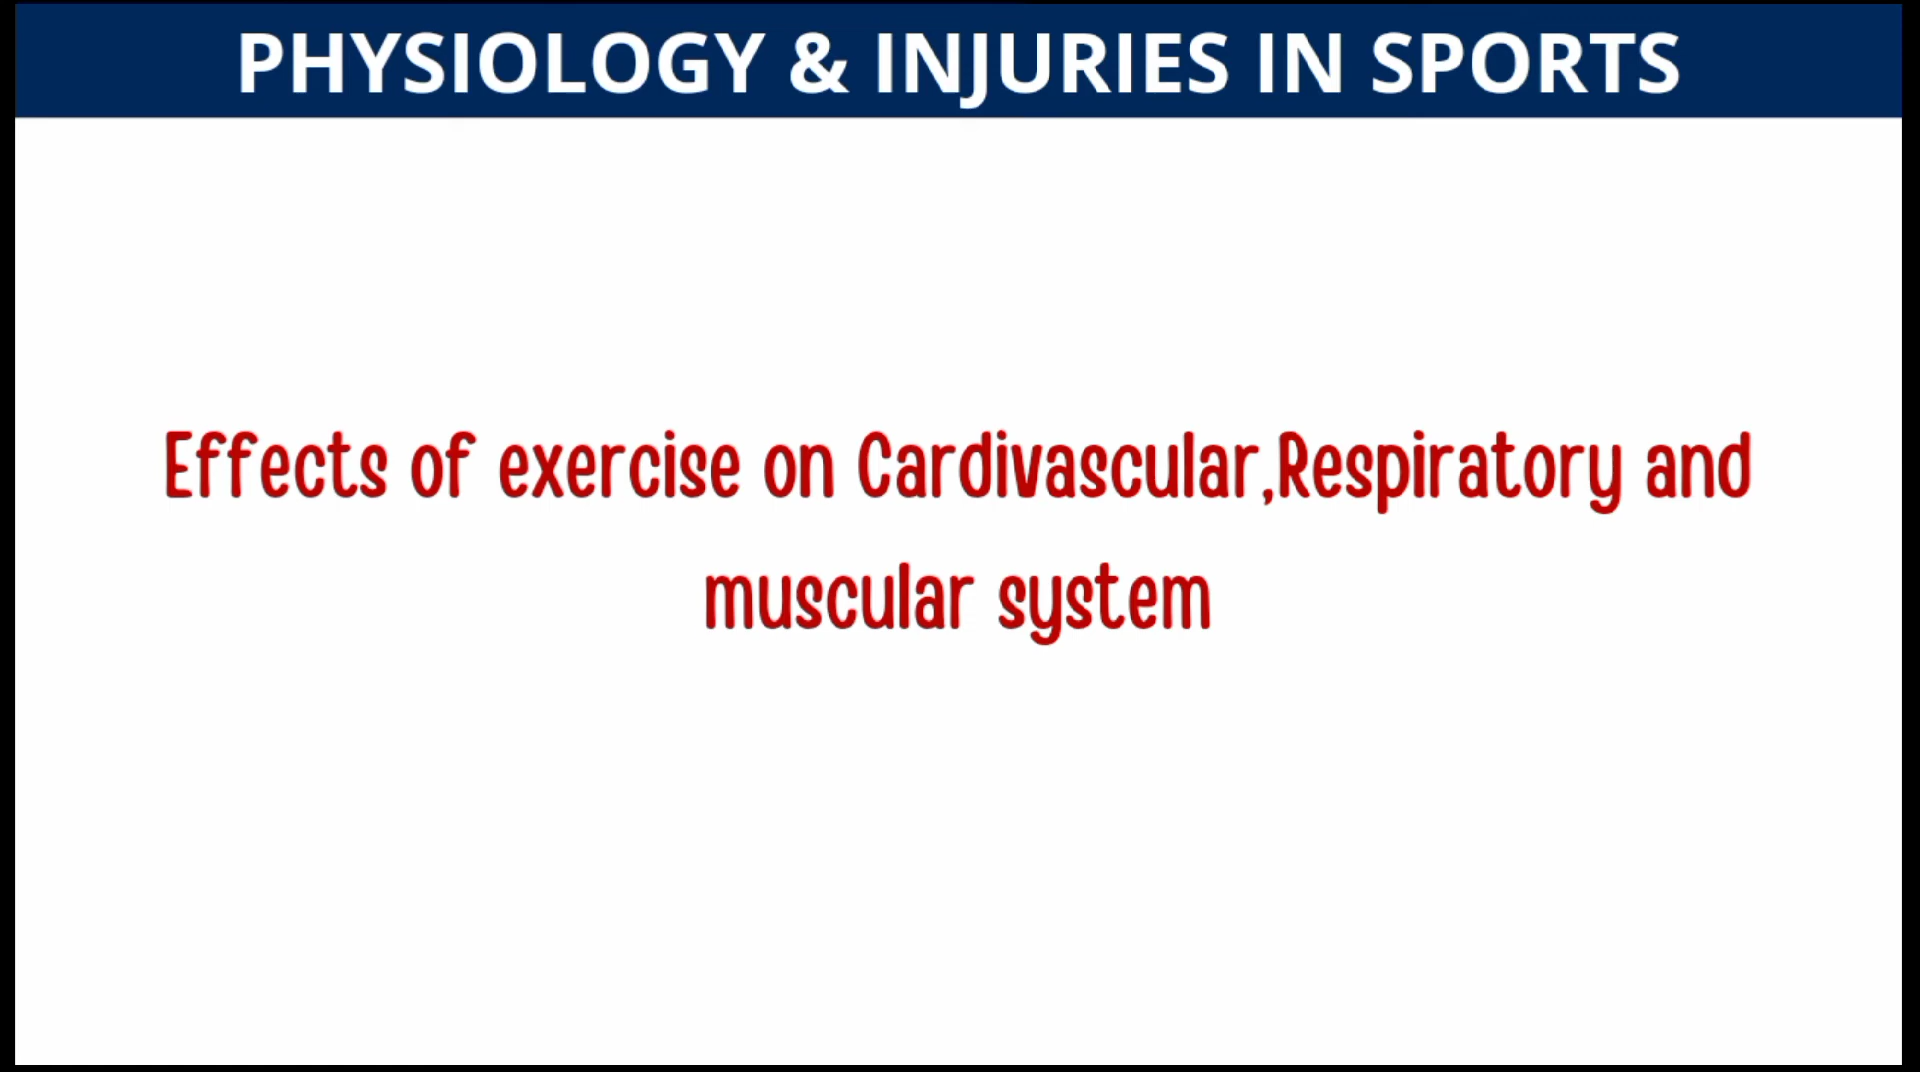 PHYSIOLOGY & INJURIES IN SPORTS
Effects of exercise on Cardivascular,Respiratory and
muscular system